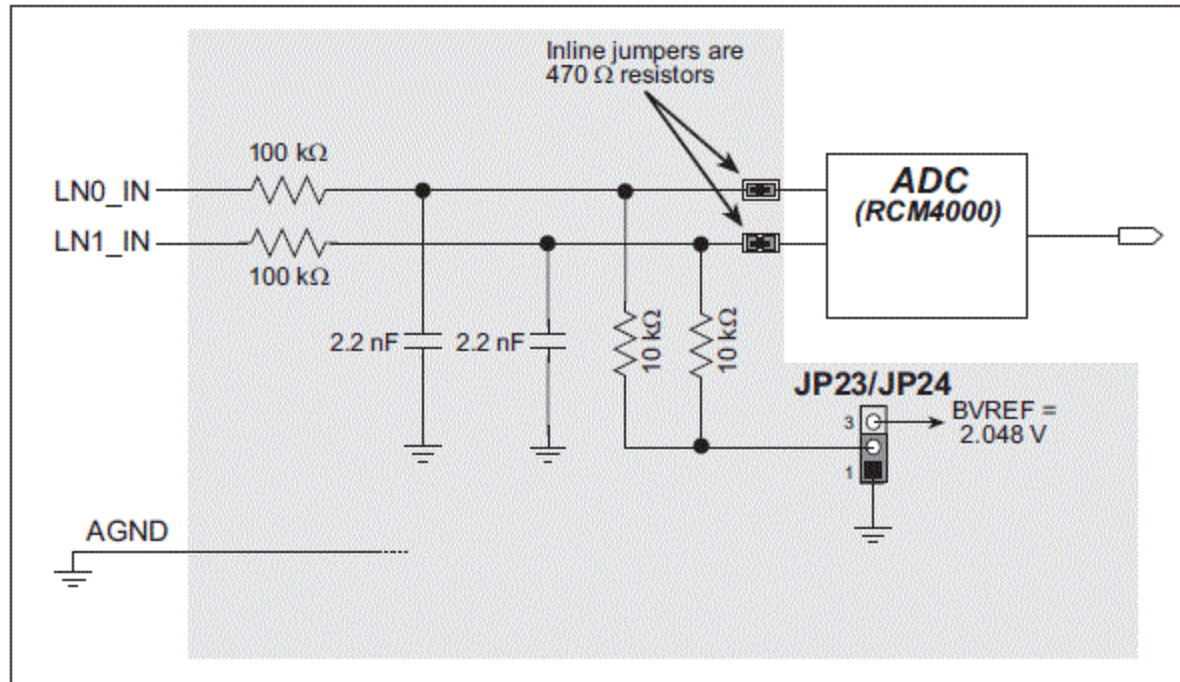 Inline jumpers are
470 Ω resistors
100 kΩ
LN0_IN
LN1_IN
100 kΩ
ADC
(RCM4000)
2.2 nF
2.2 nF
10 kΩ
10 kΩ
JP23/JP24
3
BVREF =
2.048 V
1
AGND